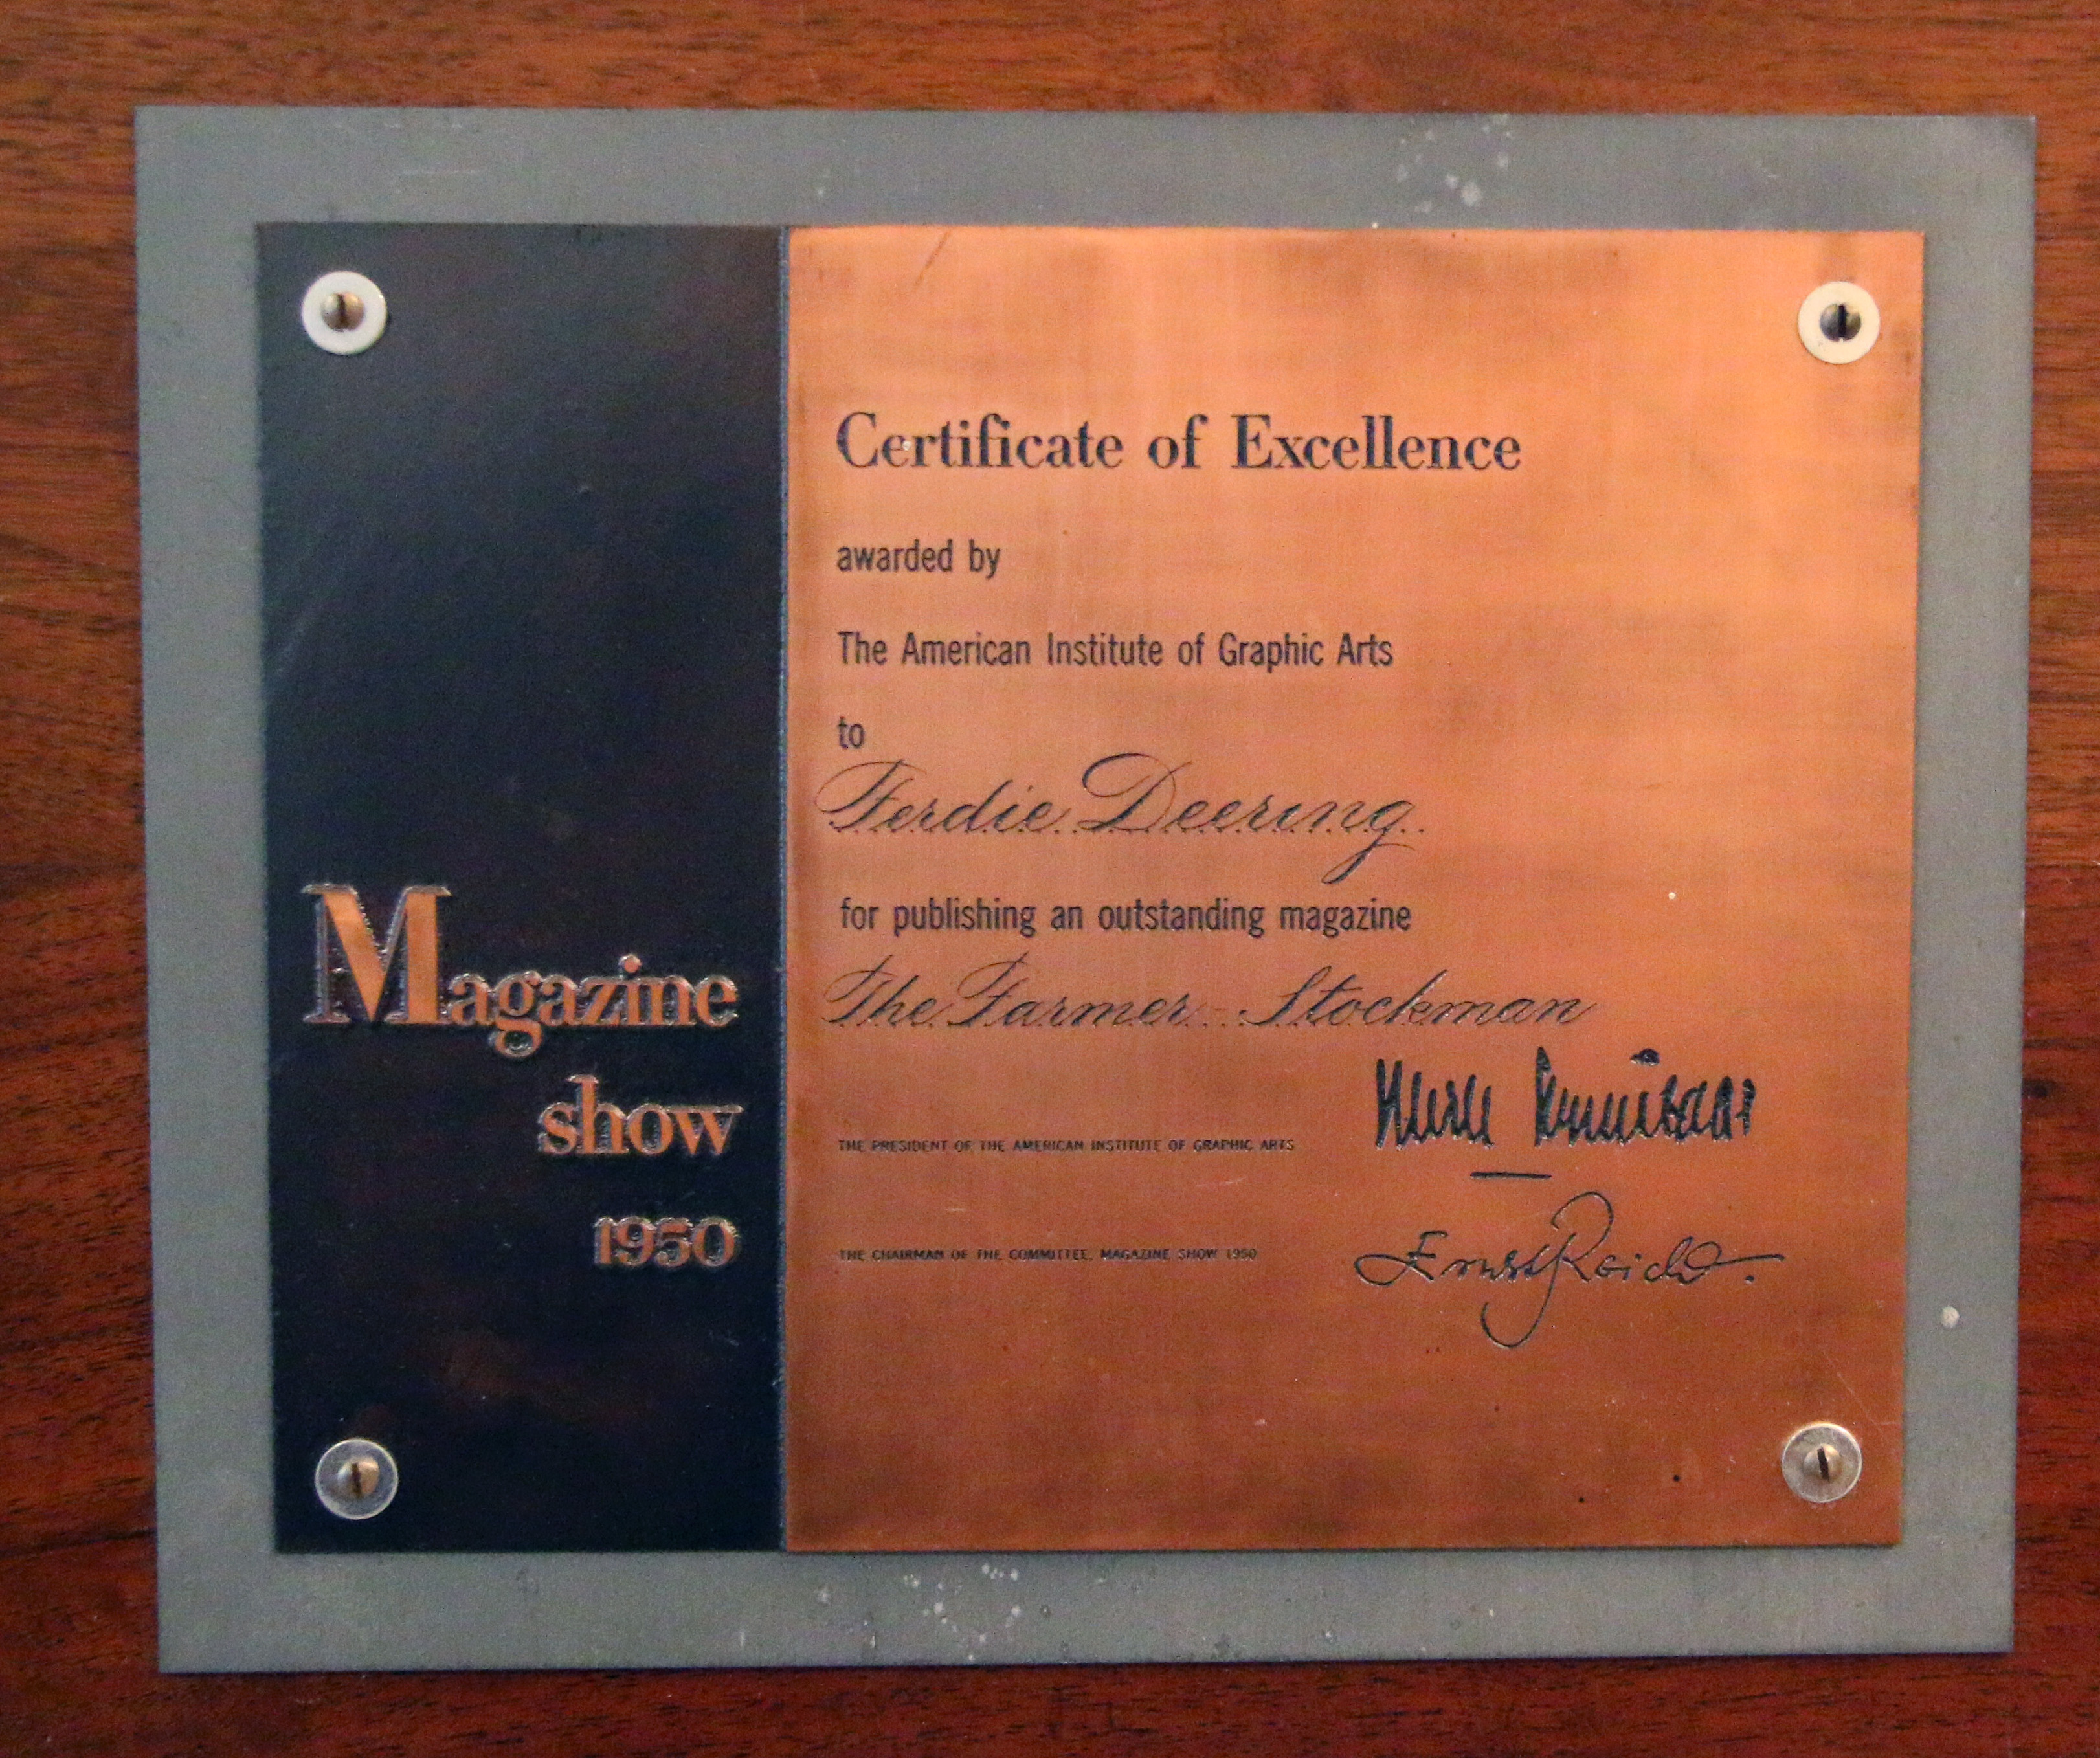 Magazine
show
1950
Certificate of Excellence
awarded by
The American Institute of Graphic Arts
to
Ferdie Deering
for publishing an outstanding magazine
The Farmer-Stockman
THE PRESIDENT OF THE AMERICAN INSTITUTE OF GRAPHIC ARTS
THE CHAIRMAN OF THE COMMITTEE, MAGAZINE SHOW 1950
Ernst Reichl